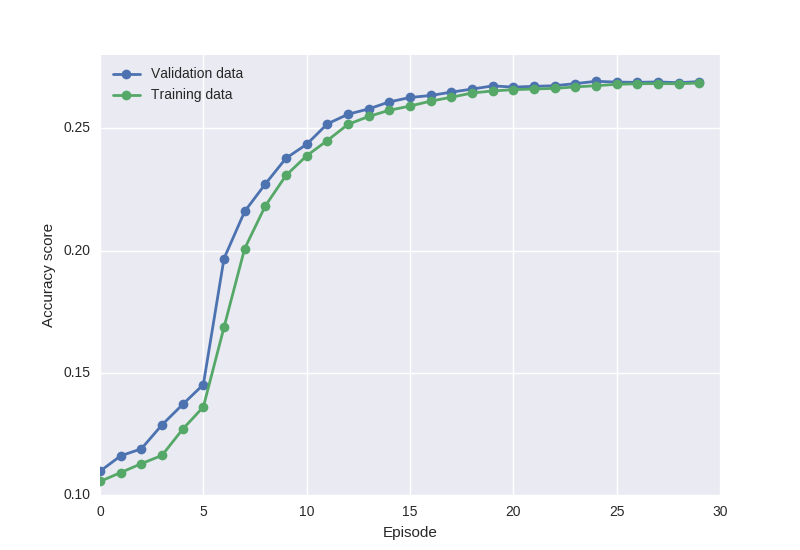 Validation data
Training data
0.25
0.20
0.15
0.10
Accuracy score
0 5 10 15 20 25 30
Episode